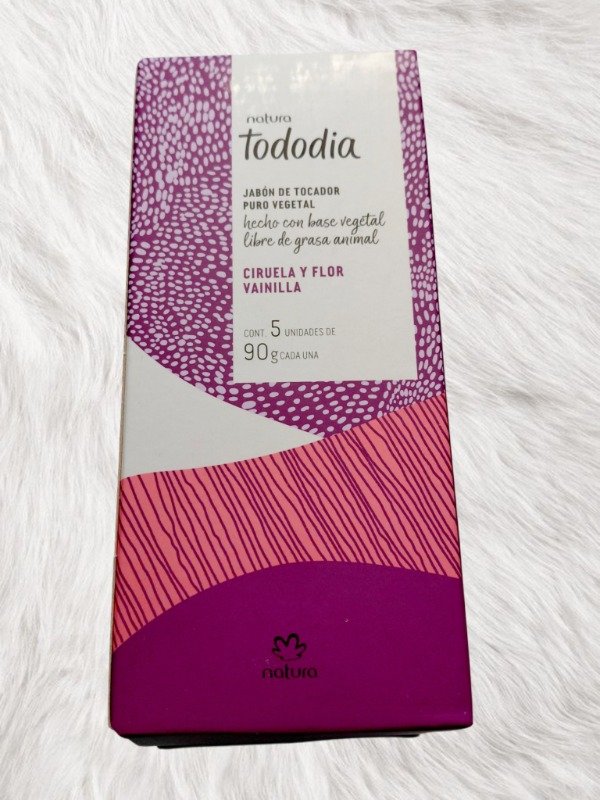 natura
Tododia
JABÓN DE TOCADOR
PURO VEGETAL
hecho con base vegetal
libre de grasa animal
CIRUELA Y FLOR
VAINILLA
CONT. 5 UNIDADES DE
90g CADA UNA
natura